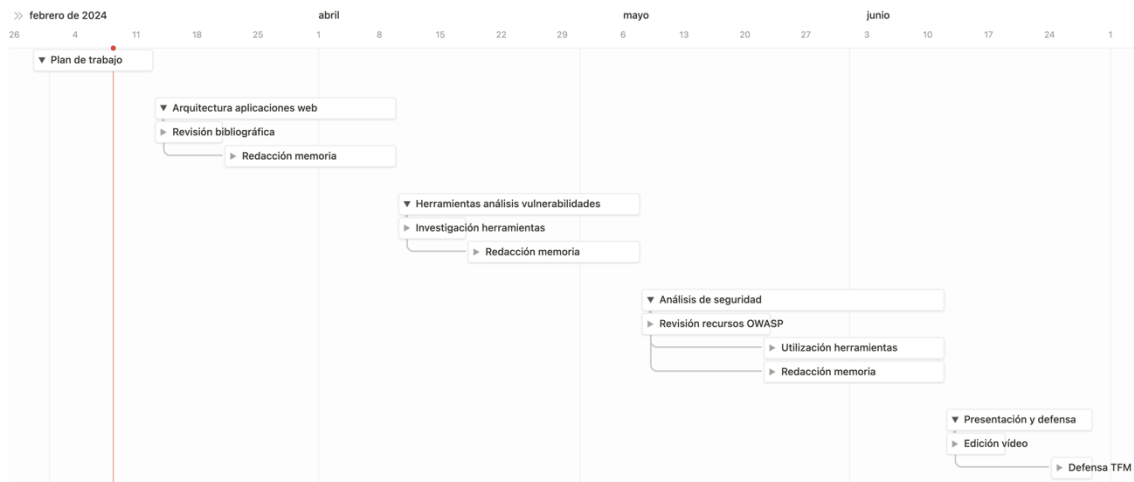 febrero de 2024 abril mayo junio
26 4 11 18 25 1 8 15 22 29 6 13 20 27 3 10 17 24 1
Plan de trabajo
Arquitectura aplicaciones web
Revisión bibliográfica
Redacción memoria
Herramientas análisis vulnerabilidades
Investigación herramientas
Redacción memoria
Análisis de seguridad
Revisión recursos OWASP
Utilización herramientas
Redacción memoria
Presentación y defensa
Edición vídeo
Defensa TFM